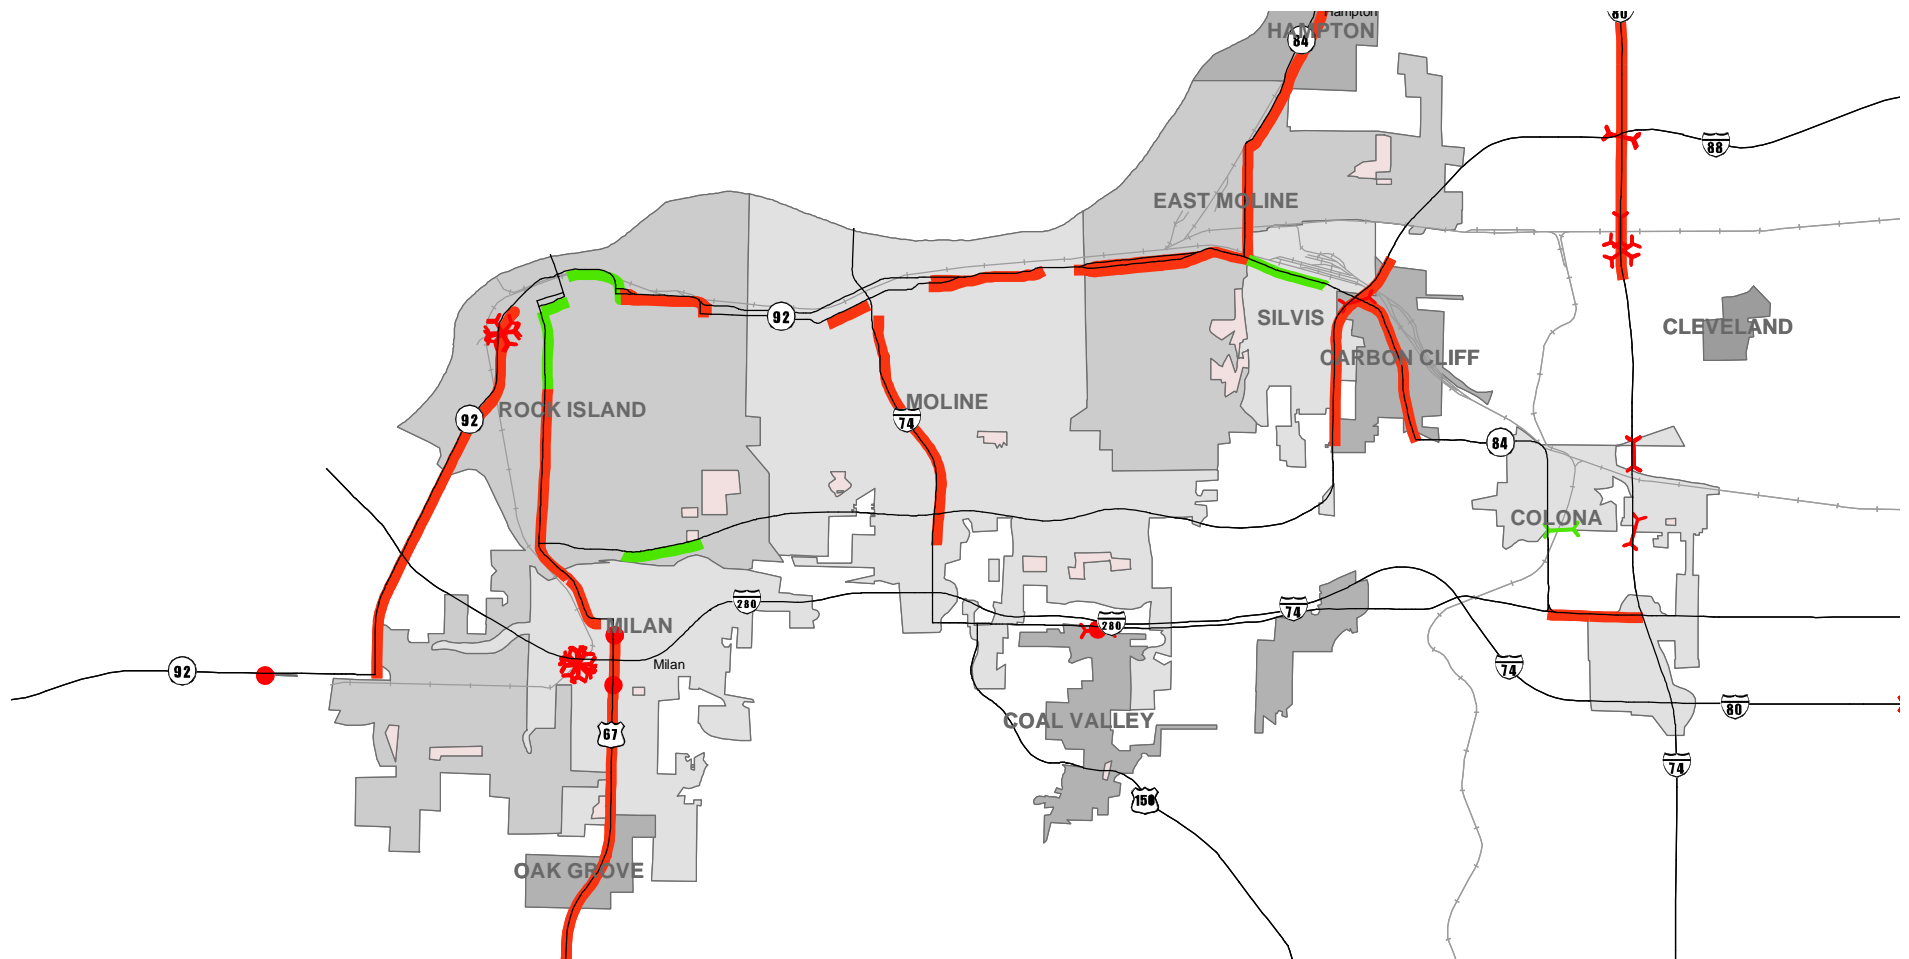 Hampton
80
HAMPTON
84
88
EAST MOLINE
92
SILVIS
CLEVELAND
CARBON CLIFF
MOLINE
ROCK ISLAND
92
74
84
COLONA
280
74
280
MILAN
Milan
92
74
80
COAL VALLEY
67
74
150
OAK GROVE